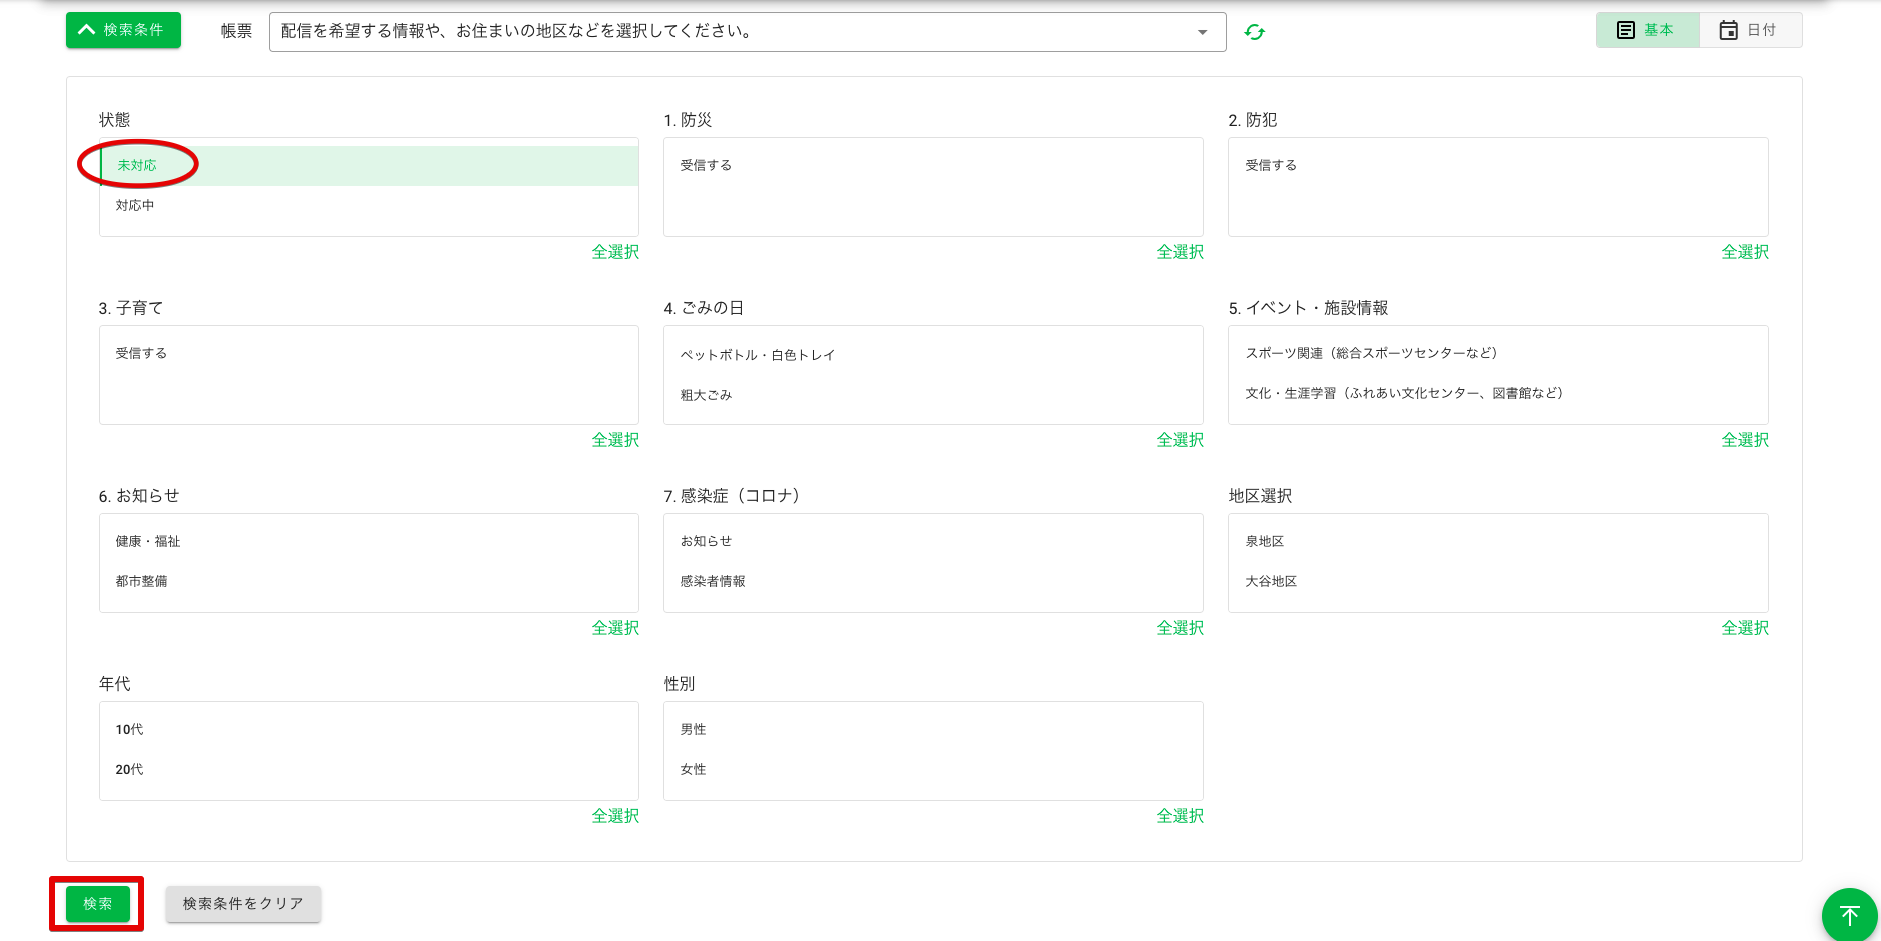 検索条件
帳票
配信を希望する情報や、お住まいの地区などを選択してください。
基本
日付
状態
未対応
対応中
全選択
1. 防災
受信する
全選択
2. 防犯
受信する
全選択
3. 子育て
受信する
全選択
4. ごみの日
ペットボトル・白色トレイ
粗大ごみ
全選択
5. イベント・施設情報
スポーツ関連（総合スポーツセンターなど）
文化・生涯学習（ふれあい文化センター、図書館など）
全選択
6. お知らせ
健康・福祉
都市整備
全選択
7. 感染症（コロナ）
お知らせ
感染者情報
全選択
地区選択
泉地区
大谷地区
全選択
年代
10代
20代
全選択
性別
男性
女性
全選択
検索
検索条件をクリア